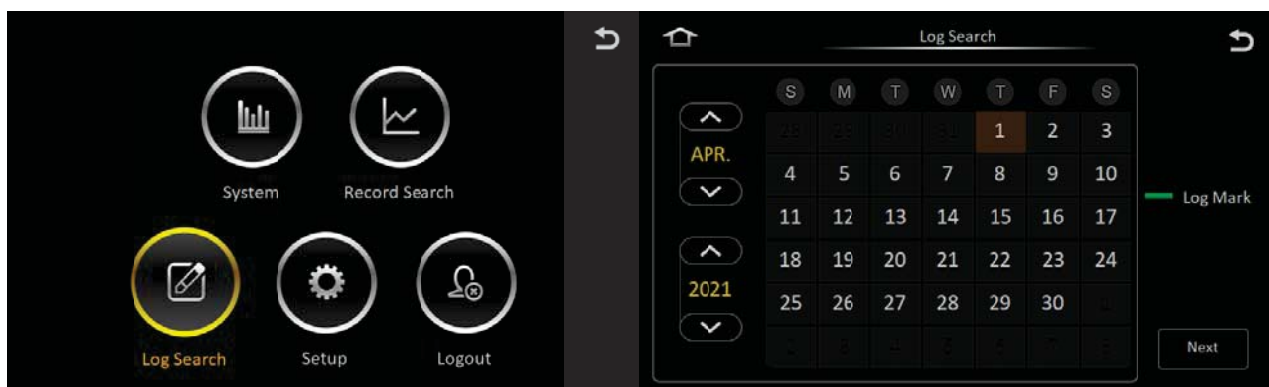 System
Record Search
Log Search
Setup
Logout
Log Search
S M T W T F S
APR.
1 2 3
4 5 6 7 8 9 10
11 12 13 14 15 16 17
18 19 20 21 22 23 24
2021
25 26 27 28 29 30
Log Mark
Next